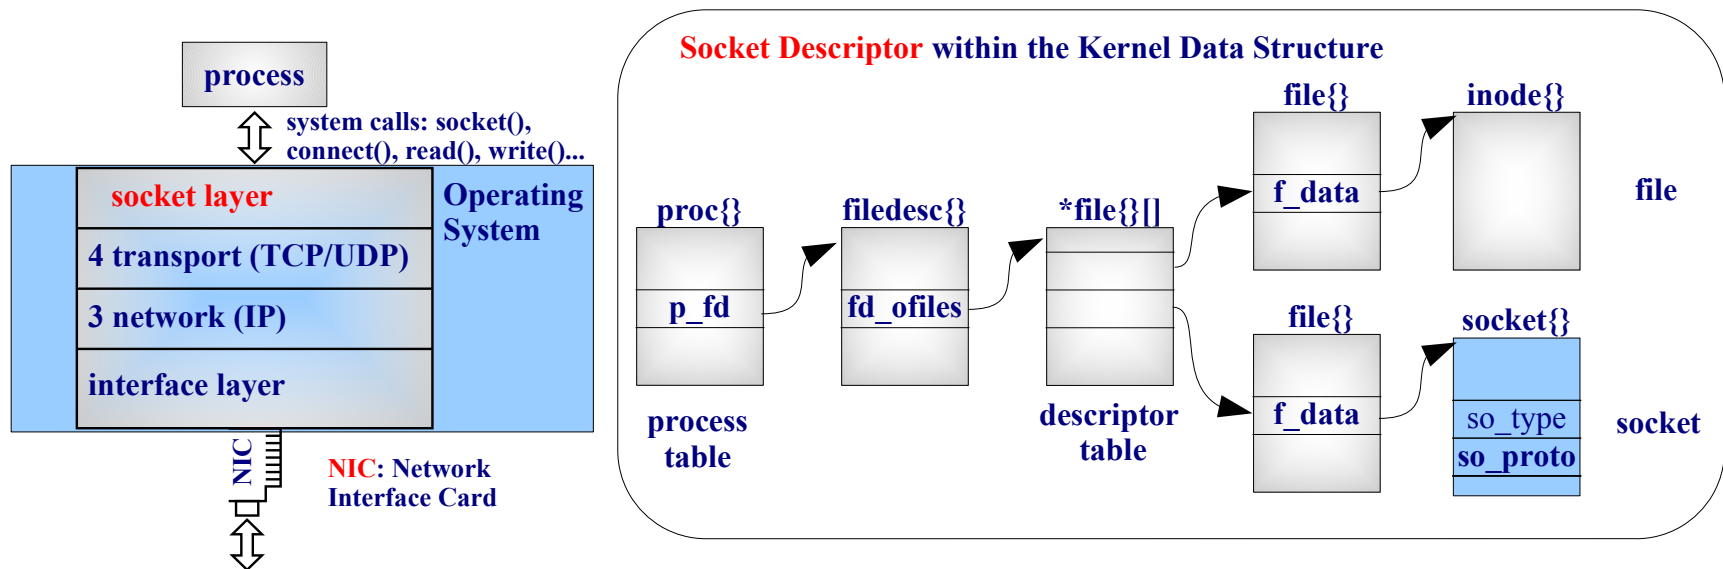 process
system calls: socket(),
connect(), read(), write()...
socket layer
Operating
System
4 transport (TCP/UDP)
3 network (IP)
interface layer
NIC
NIC: Network
Interface Card
Socket Descriptor within the Kernel Data Structure
file{}
inode{}
f_data
file
proc{}
filedesc{}
*file{}[]
p_fd
fd_ofiles
process
table
descriptor
table
file{}
socket{}
f_data
so_type
so_proto
socket